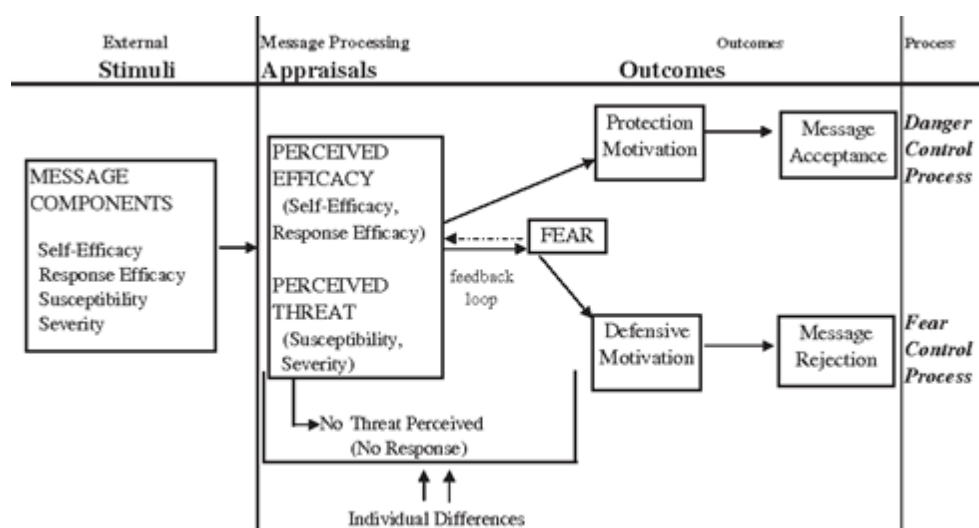 External
Stimuli
Message Processing
Appraisals
Outcomes
Outcomes
Process
MESSAGE
COMPONENTS
Self-Efficacy
Response Efficacy
Susceptibility
Severity
PERCEIVED
EFFICACY
(Self-Efficacy,
Response Efficacy)
PERCEIVED
THREAT
(Susceptibility,
Severity)
No Threat Perceived
(No Response)
Individual Differences
feedback
loop
FEAR
Protection
Motivation
Message
Acceptance
Danger
Control
Process
Defensive
Motivation
Message
Rejection
Fear
Control
Process